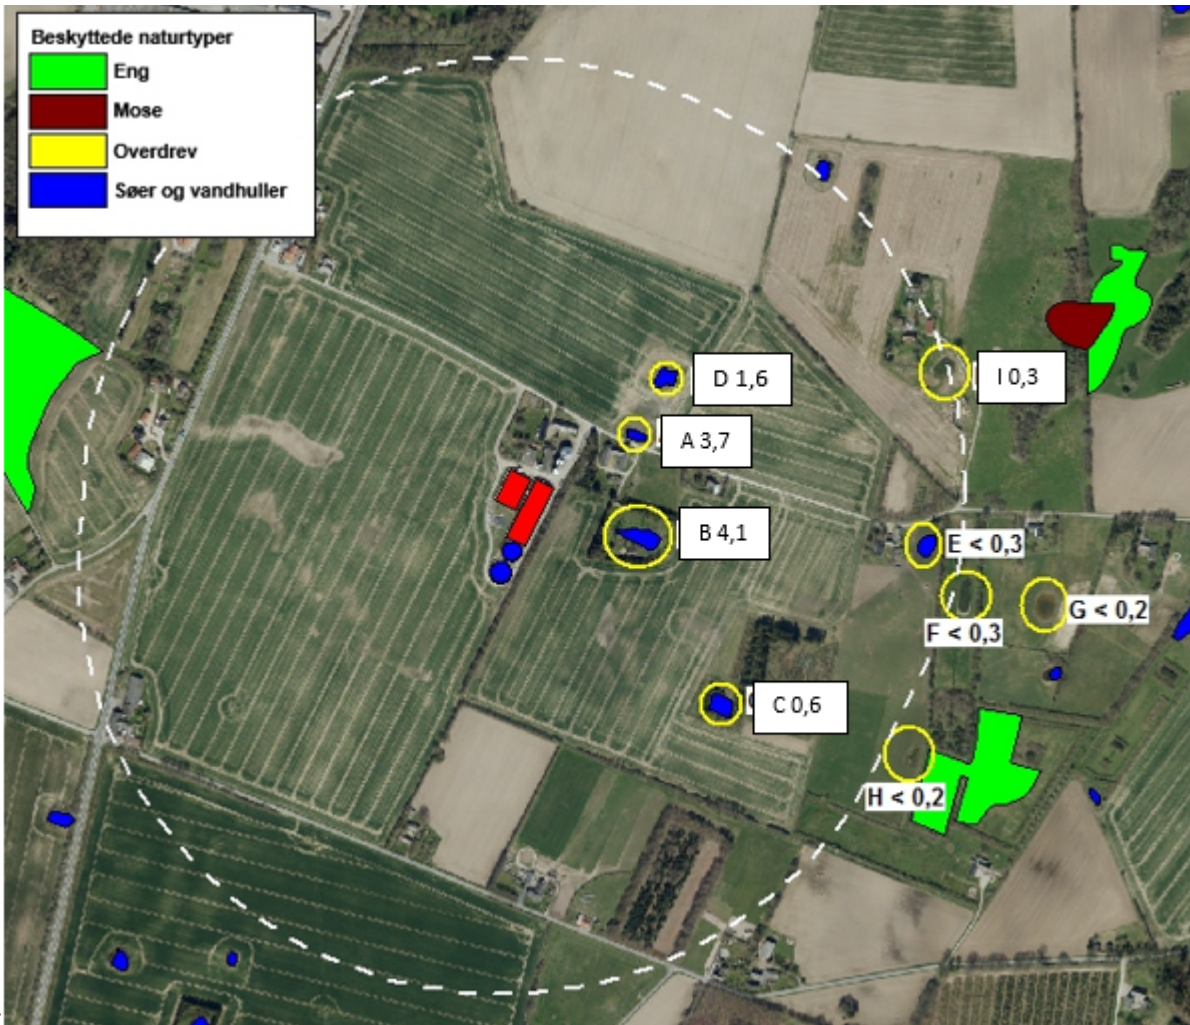 Beskyttede naturtyper
Eng
Mose
Overdrev
Søer og vandhuller
D 1,6
I 0,3
A 3,7
B 4,1
E < 0,3
G < 0,2
F < 0,3
C 0,6
H < 0,2